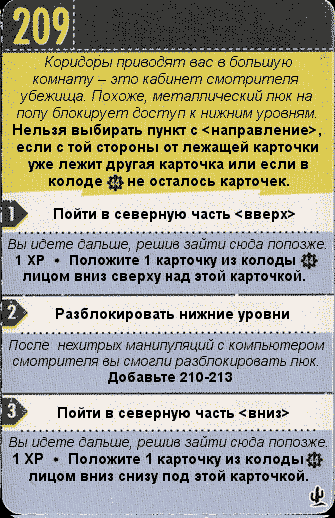 209
Коридоры приводят вас в большую
комнату – это кабинет смотрителя
убежища. Похоже, металлический люк на
полу блокирует доступ к нижним уровням.
Нельзя выбирать пункт с <направление>,
если с той стороны от лежащей карточки
уже лежит другая карточка или если в
колоде не осталось карточек.
1 Пойти в северную часть <вверх>
Вы идете дальше, решив зайти сюда попозже.
1 XP • Положите 1 карточку из колоды
лицом вниз сверху над этой карточкой.
2 Разблокировать нижние уровни
После нехитрых манипуляций с компьютером
смотрителя вы смогли разблокировать люк.
Добавьте 210-213
3 Пойти в северную часть <вниз>
Вы идете дальше, решив зайти сюда попозже.
1 XP • Положите 1 карточку из колоды
лицом вниз снизу под этой карточкой.